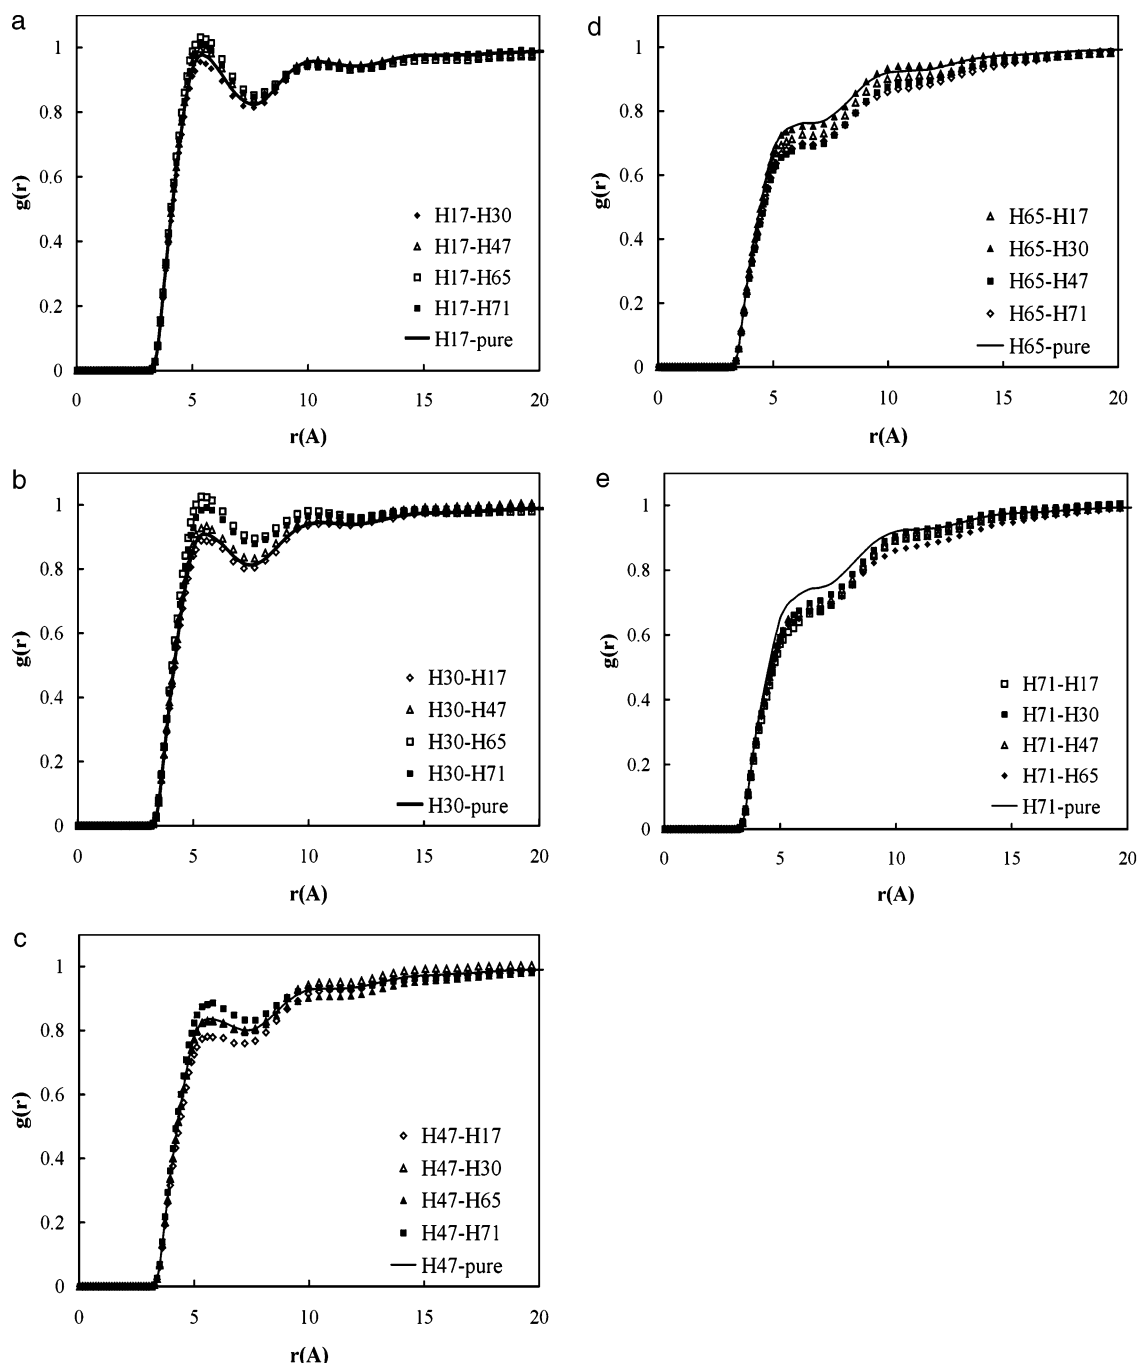 a
g(r)
1
0.8
0.6
0.4
0.2
0
H17-H30
H17-H47
H17-H65
H17-H71
H17-pure
0 5 10 15 20
r(A)
b
g(r)
1
0.8
0.6
0.4
0.2
0
H30-H17
H30-H47
H30-H65
H30-H71
H30-pure
0 5 10 15 20
r(A)
c
g(r)
1
0.8
0.6
0.4
0.2
0
H47-H17
H47-H30
H47-H65
H47-H71
H47-pure
0 5 10 15 20
r(A)
d
g(r)
1
0.8
0.6
0.4
0.2
0
H65-H17
H65-H30
H65-H47
H65-H71
H65-pure
0 5 10 15 20
r(A)
e
g(r)
1
0.8
0.6
0.4
0.2
0
H71-H17
H71-H30
H71-H47
H71-H65
H71-pure
0 5 10 15 20
r(A)